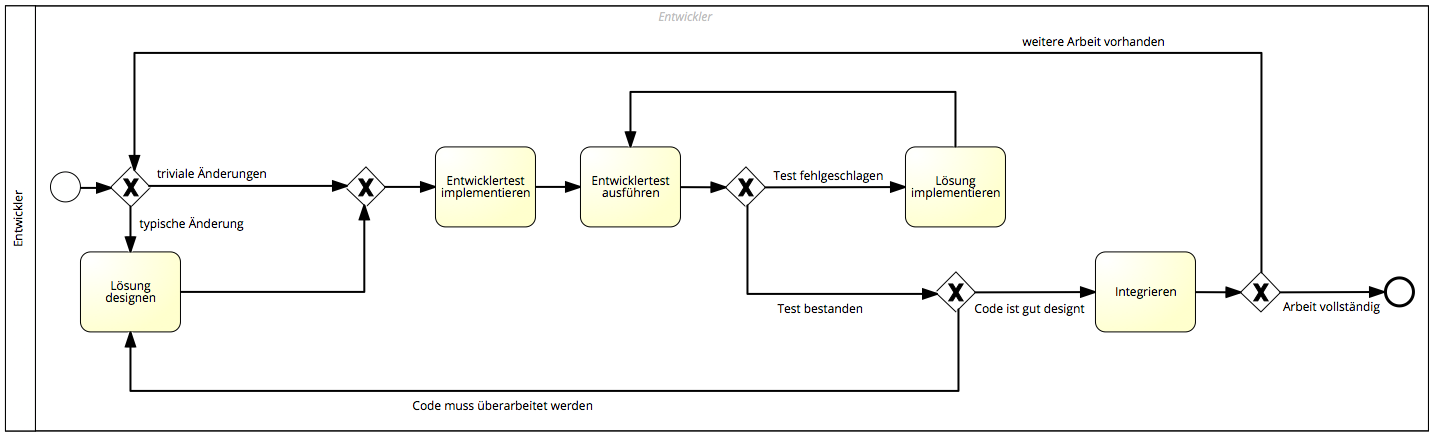 Entwickler
Entwickler
weitere Arbeit vorhanden
triviale Änderungen
typische Änderung
Entwicklertest
implementieren
Entwicklertest
ausführen
Test fehlgeschlagen
Lösung
implementieren
Lösung
designen
Test bestanden
Code ist gut designt
Integrieren
Arbeit vollständig
Code muss überarbeitet werden